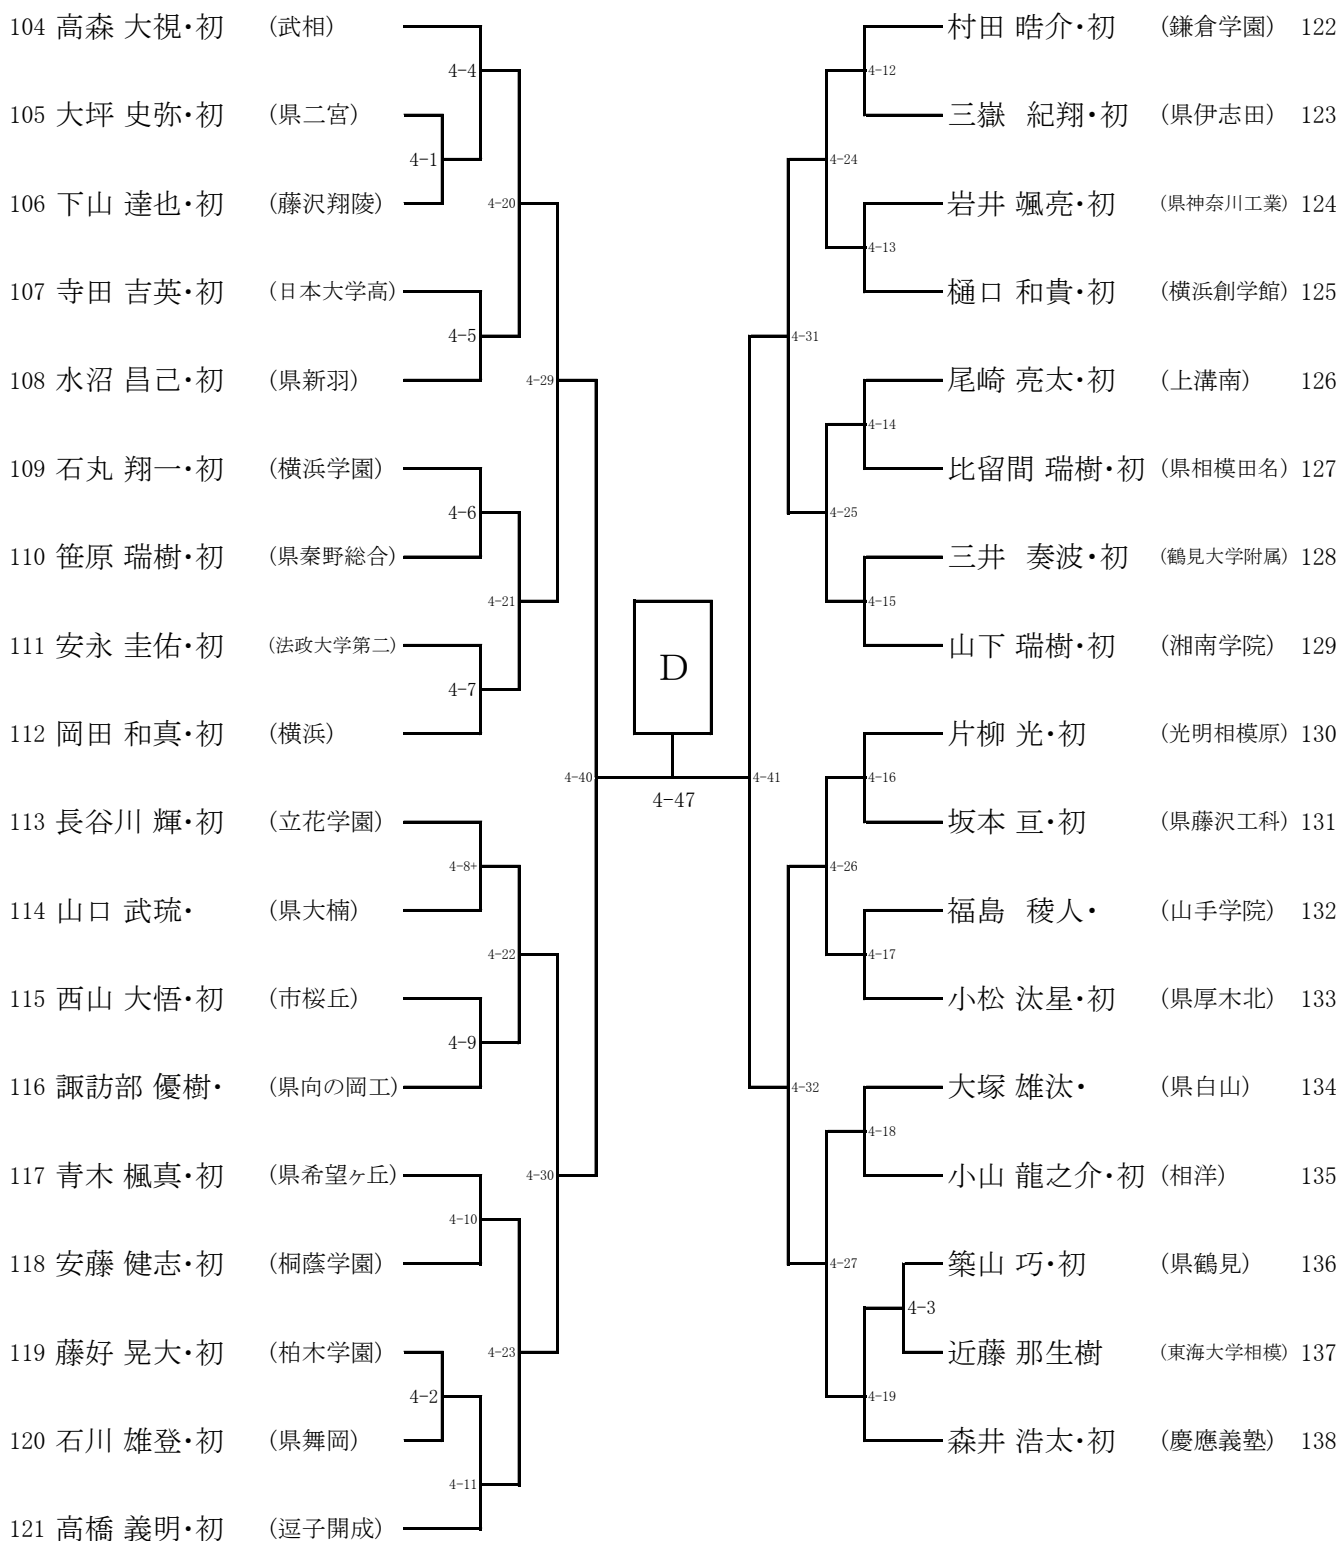 104 高森 大視・初 (武相)
4-4
105 大坪 史弥・初 (県二宮)
4-1
106 下山 達也・初 (藤沢翔陵)
4-20
107 寺田 吉英・初 (日本大学高)
4-5
108 水沼 昌己・初 (県新羽)
4-29
109 石丸 翔一・初 (横浜学園)
4-6
110 笹原 瑞樹・初 (県秦野総合)
4-21
111 安永 圭佑・初 (法政大学第二)
4-7
112 岡田 和真・初 (横浜)
4-40
113 長谷川 輝・初 (立花学園)
4-8+
114 山口 武琉・ (県大楠)
4-22
115 西山 大悟・初 (市桜丘)
4-9
116 諏訪部 優樹・ (県向の岡工)
117 青木 楓真・初 (県希望ヶ丘)
4-30
4-10
118 安藤 健志・初 (桐蔭学園)
119 藤好 晃大・初 (柏木学園)
4-23
4-2
120 石川 雄登・初 (県舞岡)
4-11
121 高橋 義明・初 (逗子開成)
D
4-47
村田 晧介・初 (鎌倉学園) 122
4-12
三嶽 紀翔・初 (県伊志田) 123
4-24
岩井 颯亮・初 (県神奈川工業) 124
4-13
樋口 和貴・初 (横浜創学館) 125
4-31
尾崎 亮太・初 (上溝南) 126
4-14
比留間 瑞樹・初 (県相模田名) 127
4-25
三井 奏波・初 (鶴見大学附属) 128
4-15
山下 瑞樹・初 (湘南学院) 129
片柳 光・初 (光明相模原) 130
4-41
4-16
坂本 亘・初 (県藤沢工科) 131
4-26
福島 稜人・ (山手学院) 132
4-17
小松 汰星・初 (県厚木北) 133
4-32
大塚 雄汰・ (県白山) 134
4-18
小山 龍之介・初 (相洋) 135
4-27
築山 巧・初 (県鶴見) 136
4-3
近藤 那生樹 (東海大学相模) 137
4-19
森井 浩太・初 (慶應義塾) 138